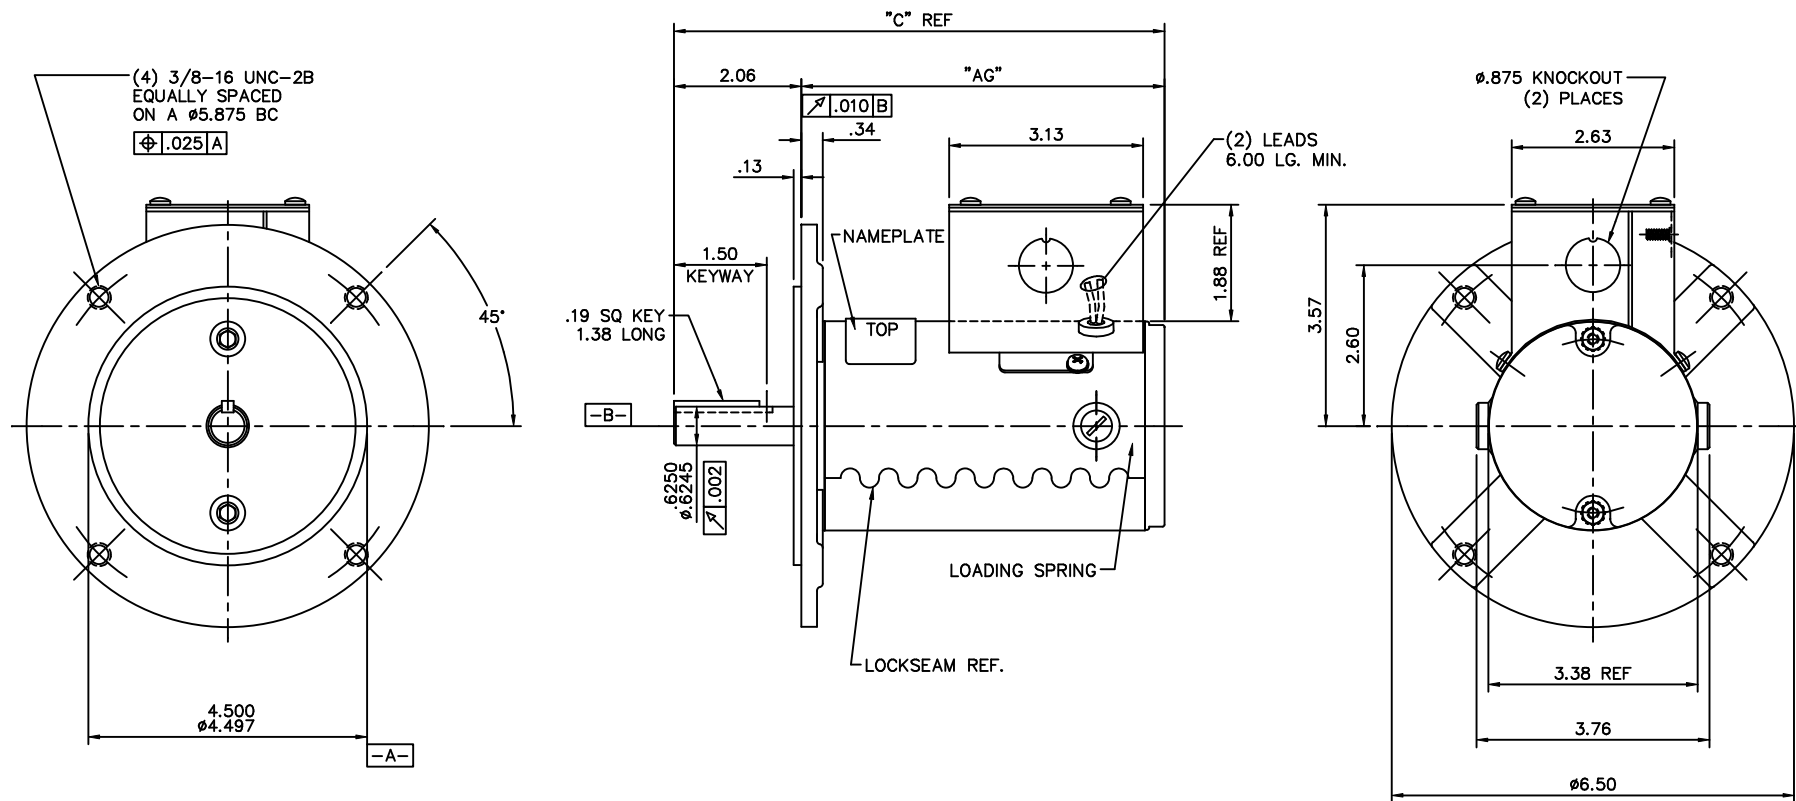 (4) 3/8-16 UNC-2B
EQUALLY SPACED
ON A ø5.875 BC
⌖ .025 A
45°
4.500
ø4.497
-A-
"C" REF
2.06
"AG"
↗ .010 B
.34
.13
3.13
(2) LEADS
6.00 LG. MIN.
NAMEPLATE
1.88 REF
1.50
KEYWAY
.19 SQ KEY
1.38 LONG
TOP
-B-
.6250
ø.6245
↗ .002
LOADING SPRING
LOCKSEAM REF.
ø.875 KNOCKOUT
(2) PLACES
2.63
3.57
2.60
3.38 REF
3.76
ø6.50